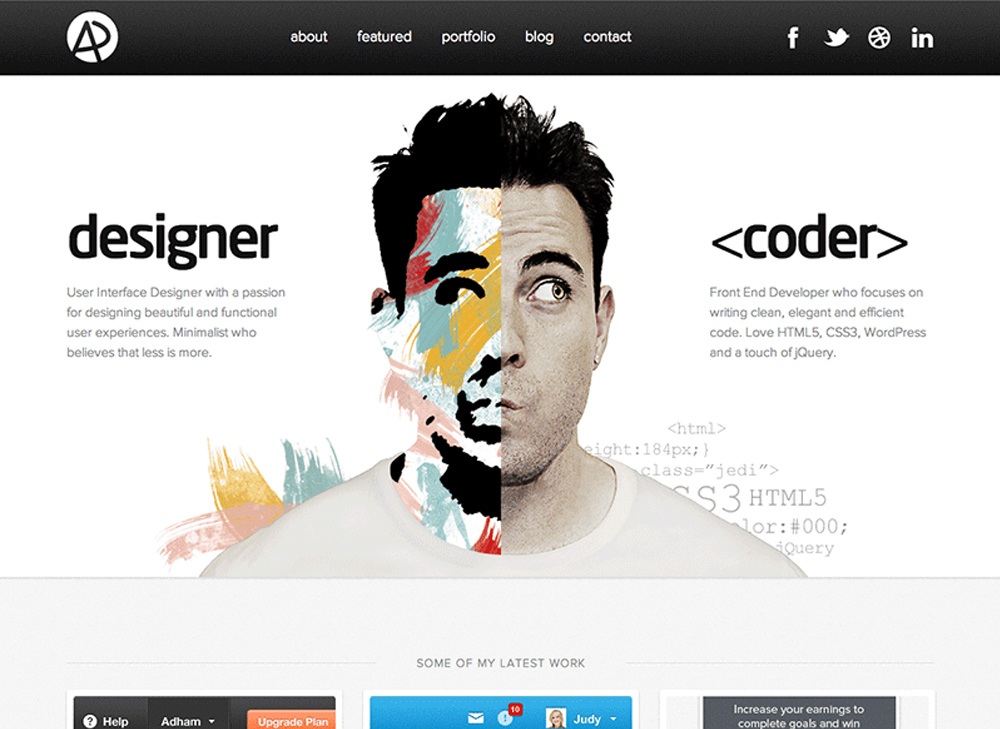 AP
about featured portfolio blog contact
designer
User Interface Designer with a passion
for designing beautiful and functional
user experiences. Minimalist who
believes that less is more.
<coder>
Front End Developer who focuses on
writing clean, elegant and efficient
code. Love HTML5, CSS3, WordPress
and a touch of jQuery.
<html>
eight:184px;}
class="jedi">
SS3 HTML5
lor:#000;
jQuery
SOME OF MY LATEST WORK
? Help Adham Upgrade Plan
10
Judy
Increase your earnings to
complete goals and win